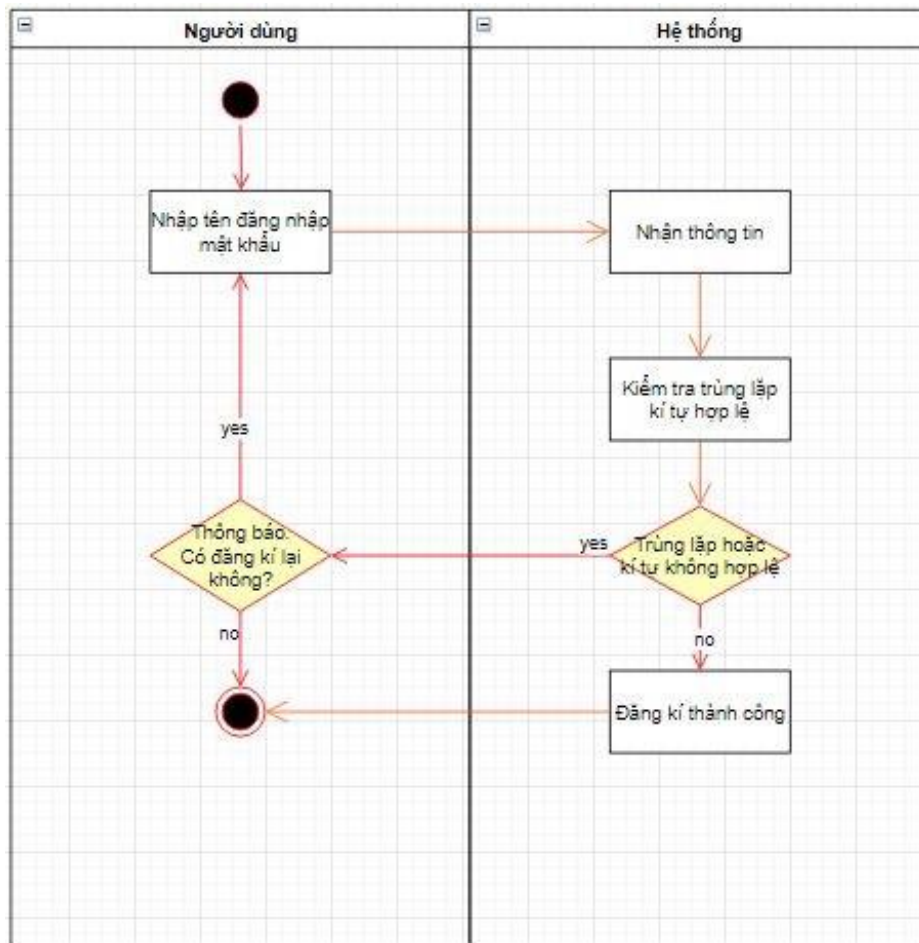 Người dùng
Hệ thống
Nhập tên đăng nhập
mật khẩu
Nhận thông tin
Kiểm tra trùng lặp
kí tự hợp lệ
yes
Thông báo.
Có đăng kí lại
không?
yes
Trùng lặp hoặc
kí tự không hợp lệ
no
no
Đăng kí thành công